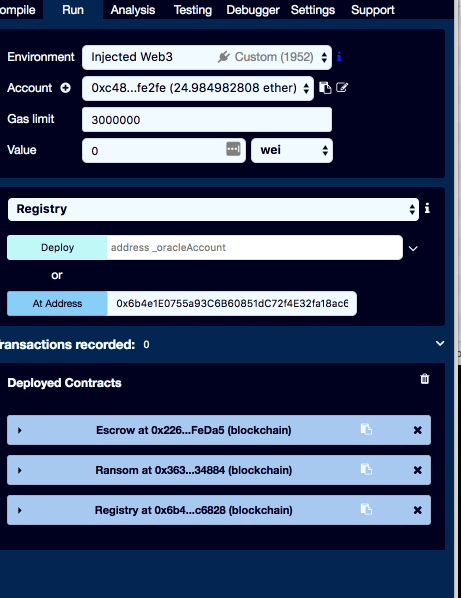 ompile Run Analysis Testing Debugger Settings Support
Environment Injected Web3 Custom (1952) i
Account 0xc48...fe2fe (24.984982808 ether)
Gas limit 3000000
Value 0 wei
Registry i
Deploy address _oracleAccount
or
At Address 0x6b4e1E0755a93C6B60851dC72f4E32fa18ac6
ransactions recorded: 0
Deployed Contracts
Escrow at 0x226...FeDa5 (blockchain)
Ransom at 0x363...34884 (blockchain)
Registry at 0x6b4...c6828 (blockchain)